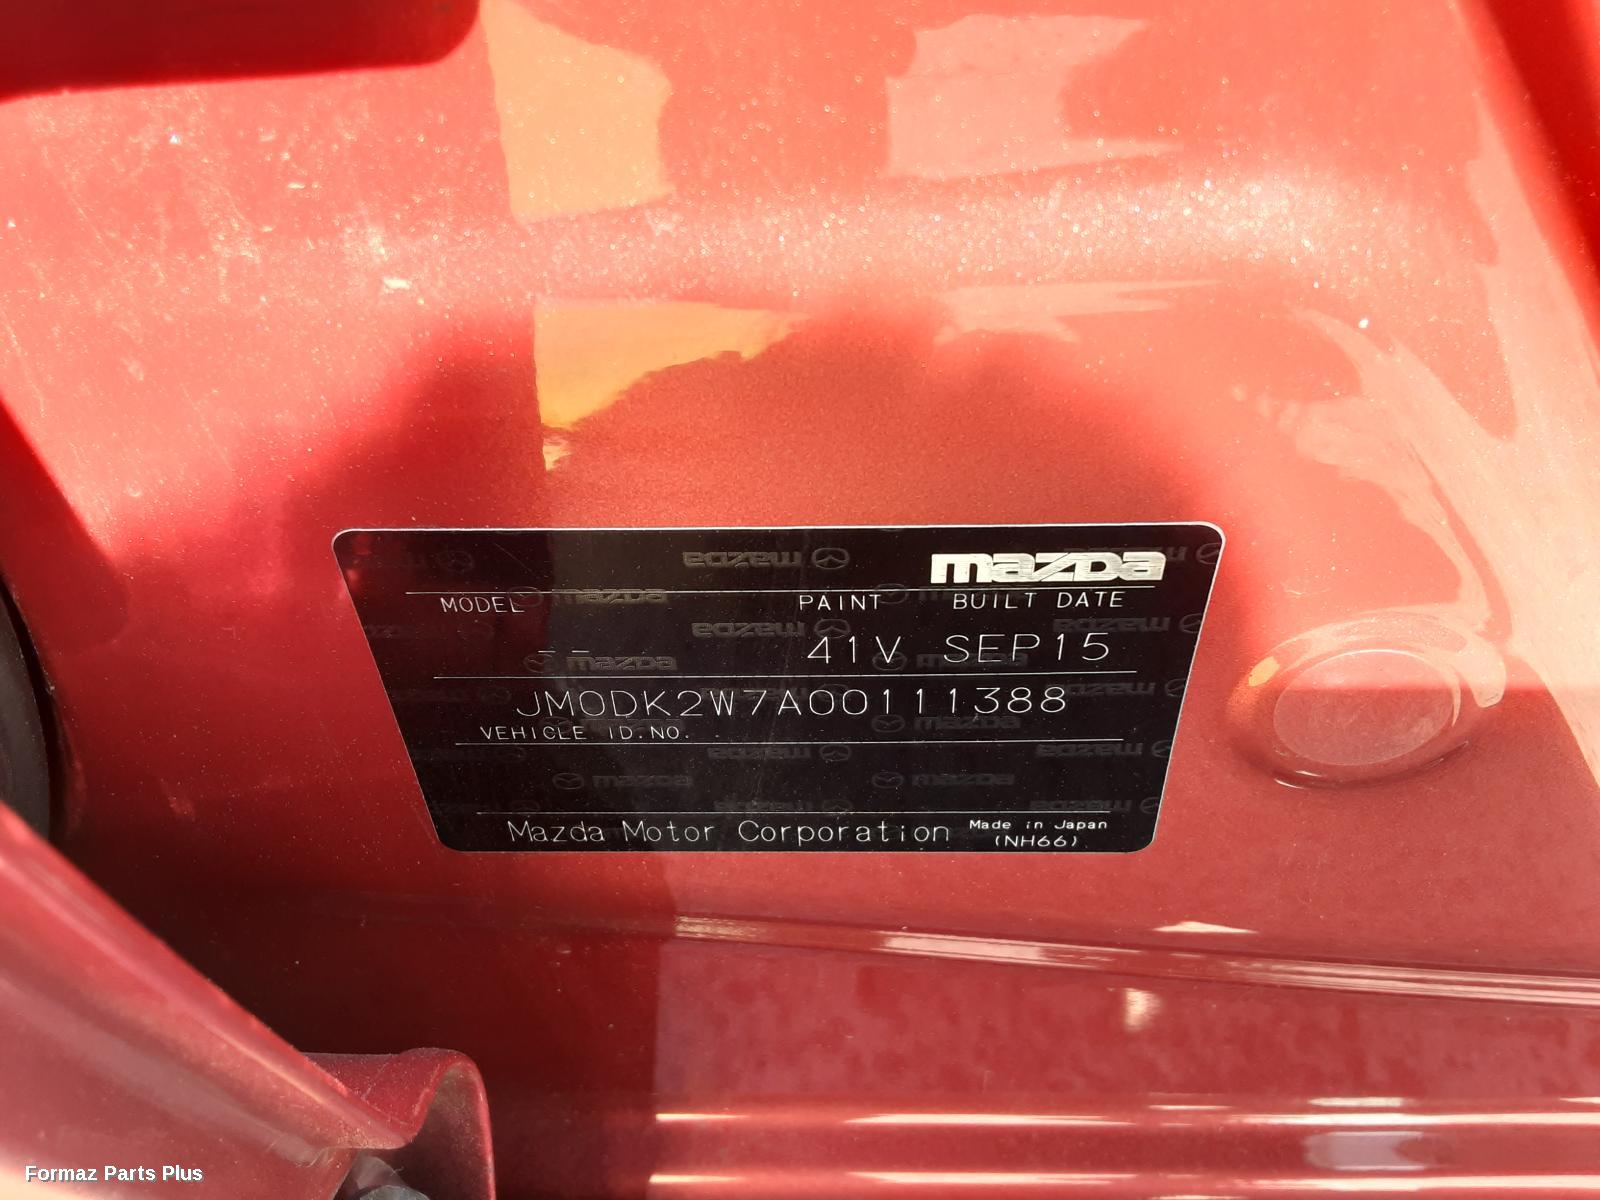 mazda
MODEL PAINT BUILT DATE
-- 41V SEP15
JM0DK2W7A00111388
VEHICLE ID.NO.
Mazda Motor Corporation Made in Japan
(NH66)
Formaz Parts Plus